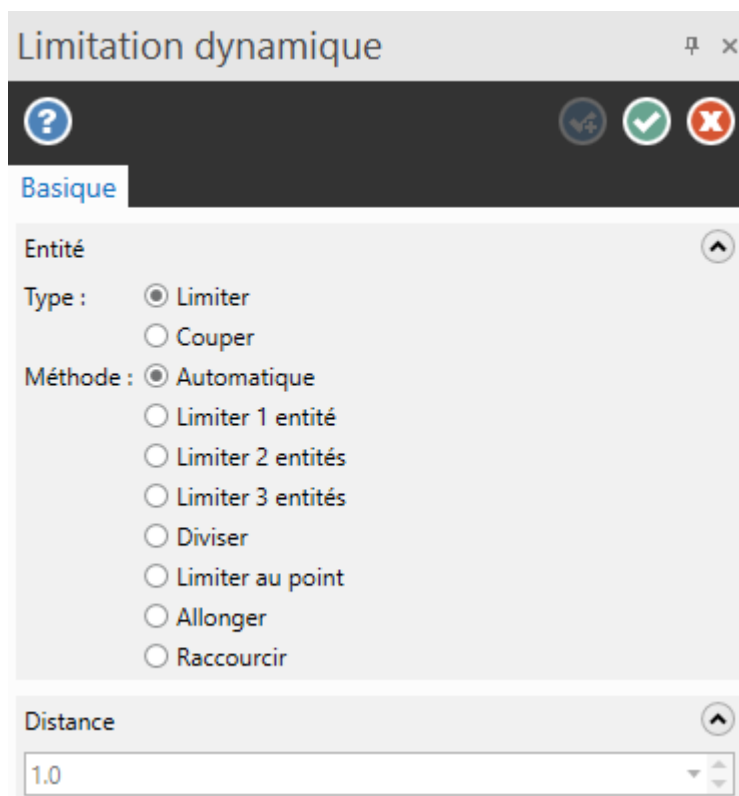 Limitation dynamique
Basique
Entité
Type : Limiter
Couper
Méthode : Automatique
Limiter 1 entité
Limiter 2 entités
Limiter 3 entités
Diviser
Limiter au point
Allonger
Raccourcir
Distance
1.0